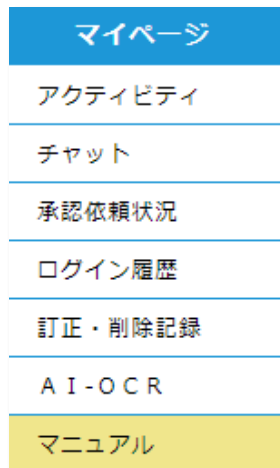 マイページ
アクティビティ
チャット
承認依頼状況
ログイン履歴
訂正・削除記録
ＡＩ-ＯＣＲ
マニュアル